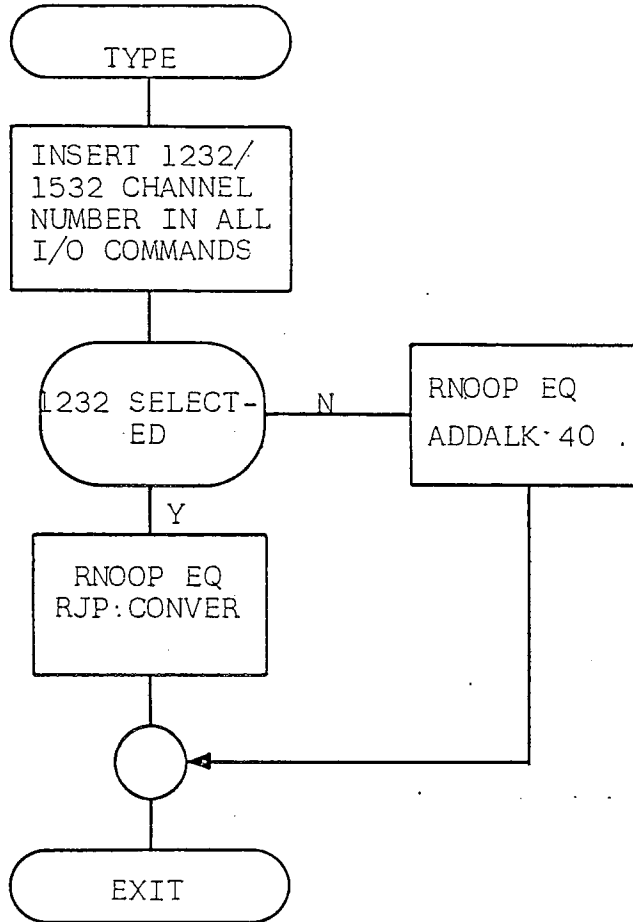 TYPE
INSERT 1232/
1532 CHANNEL
NUMBER IN ALL
I/O COMMANDS
1232 SELECT-
ED
N
RNOOP EQ
ADDALK·40 .
Y
RNOOP EQ
RJP·CONVER
EXIT